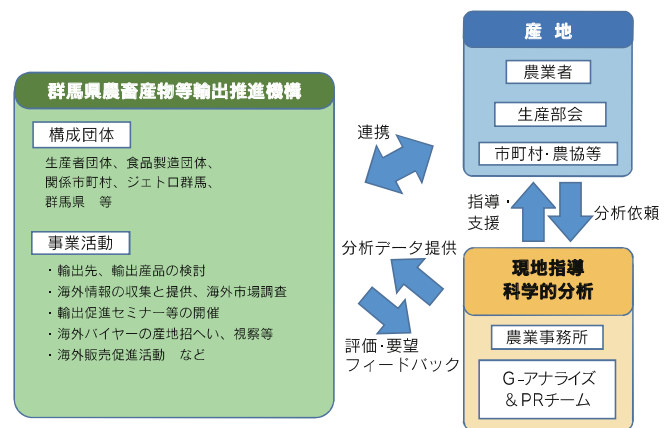 群馬県農畜産物等輸出推進機構
構成団体
生産者団体、食品製造団体、
関係市町村、ジェトロ群馬、
群馬県　等
事業活動
・輸出先、輸出産品の検討
・海外情報の収集と提供、海外市場調査
・輸出促進セミナー等の開催
・海外バイヤーの産地招へい、視察等
・海外販売促進活動　など
連携
分析データ提供
評価・要望
フィードバック
産　地
農業者
生産部会
市町村・農協等
指導・
支援
分析依頼
現地指導
科学的分析
農業事務所
G-アナライズ
＆PRチーム